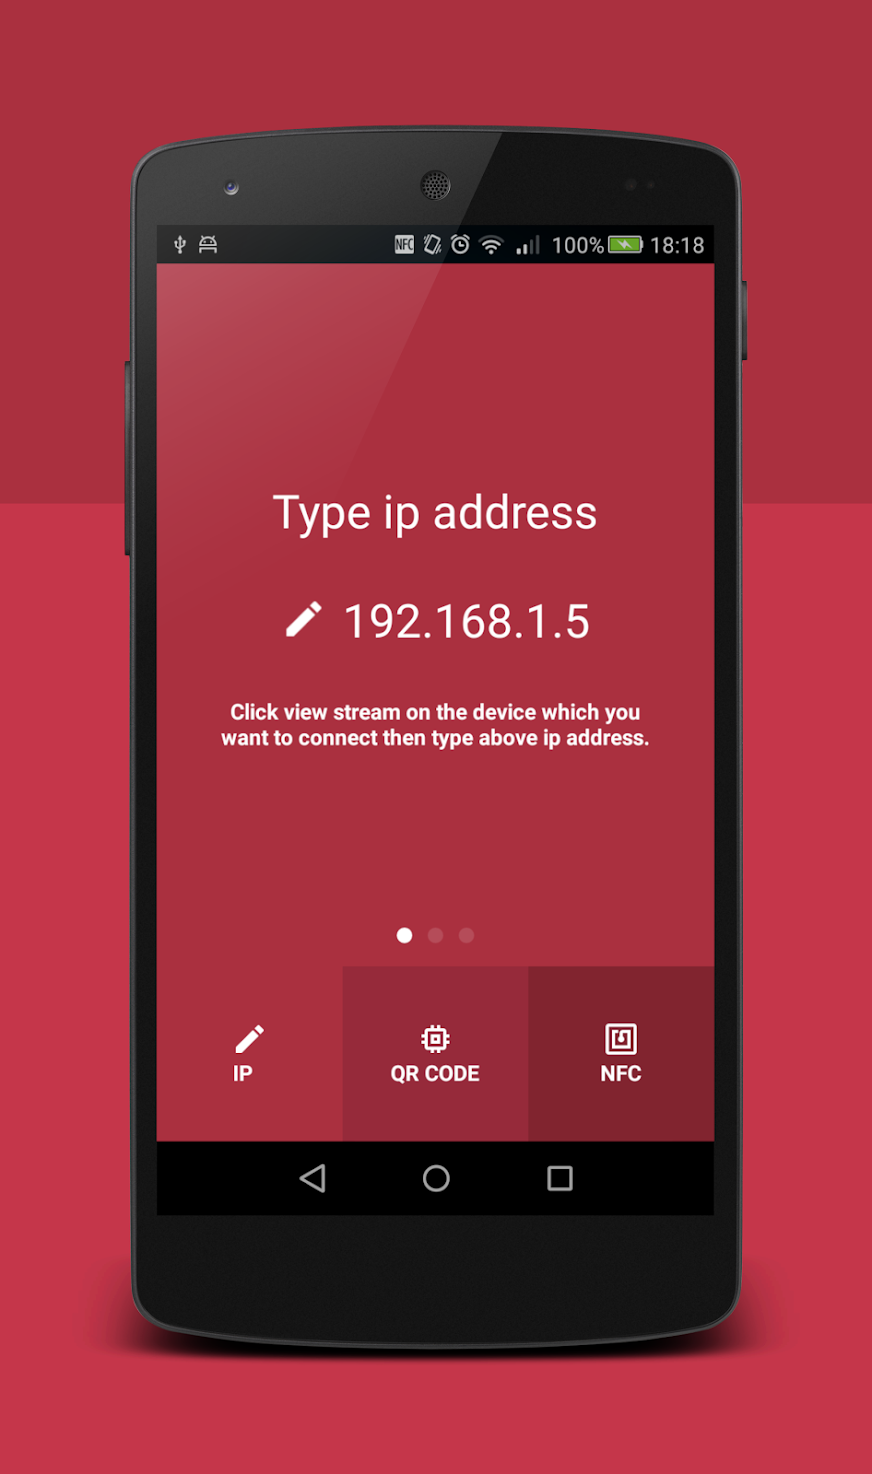 NFC 100% 18:18
Type ip address
192.168.1.5
Click view stream on the device which you
want to connect then type above ip address.
IP QR CODE NFC